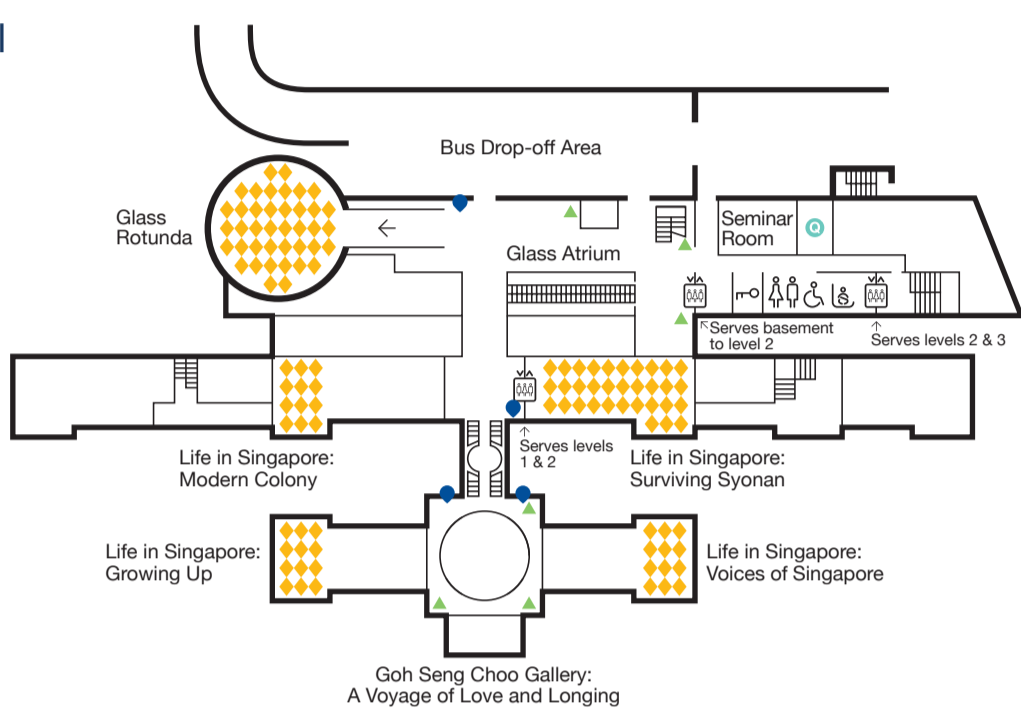 Bus Drop-off Area
Glass
Rotunda
Seminar
Room
Q
Glass Atrium
Serves basement
to level 2
Serves levels 2 & 3
Serves levels
1 & 2
Life in Singapore:
Modern Colony
Life in Singapore:
Surviving Syonan
Life in Singapore:
Growing Up
Life in Singapore:
Voices of Singapore
Goh Seng Choo Gallery:
A Voyage of Love and Longing